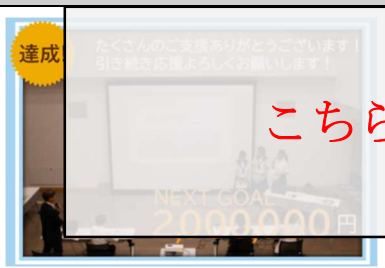 達成!
たくさんのご支援ありがとうございます!
引き続き応援よろしくお願いします!
こちら
NEXT GOAL
2,000,000円